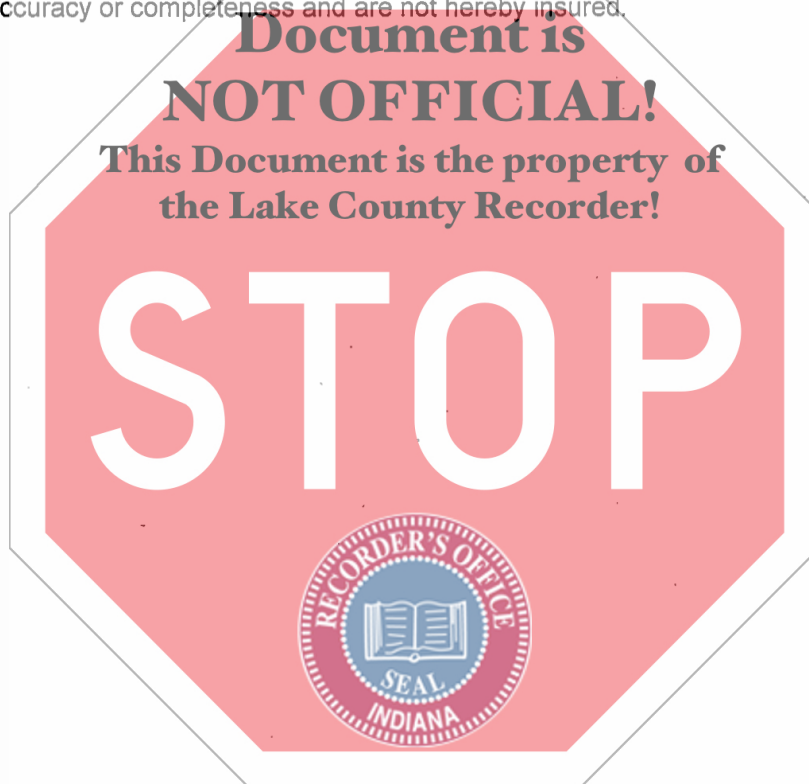 ccuracy or completeness and are not hereby insured.
Document is
NOT OFFICIAL!
This Document is the property of
the Lake County Recorder!
STOP
RECORDER'S OFFICE
SEAL
INDIANA